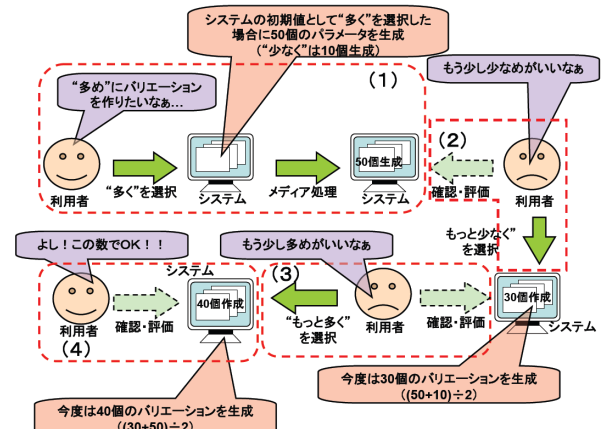 システムの初期値として“多く”を選択した
場合に50個のパラメータを生成
(“少なく”は10個生成)
“多め”にバリエーション
を作りたいなぁ…
(1)
もう少し少なめがいいなぁ
(2)
50個生成
利用者
“多く”を選択
システム
メディア処理
システム
確認・評価
利用者
もっと少なく”
を選択
よし！この数でOK！！
もう少し多めがいいなぁ
システム
(3)
40個作成
30個作成
利用者
確認・評価
“もっと多く”
を選択
利用者
確認・評価
システム
(4)
今度は30個のバリエーションを生成
((50+10)÷2)
今度は40個のバリエーションを生成
((30+50)÷2)